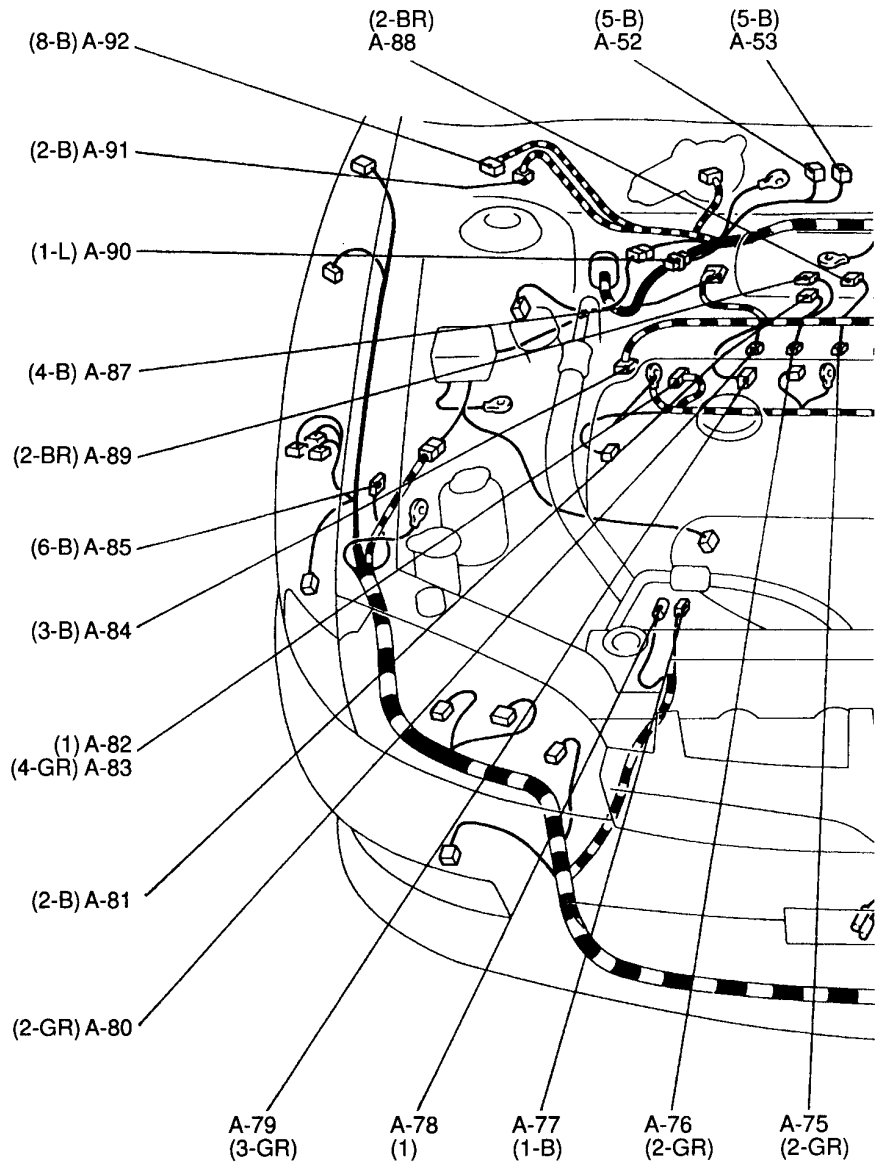 (2-BR)
A-88
(5-B)
A-52
(5-B)
A-53
(8-B) A-92
(2-B) A-91
(1-L) A-90
(4-B) A-87
(2-BR) A-89
(6-B) A-85
(3-B) A-84
(1) A-82
(4-GR) A-83
(2-B) A-81
(2-GR) A-80
A-79
(3-GR)
A-78
(1)
A-77
(1-B)
A-76
(2-GR)
A-75
(2-GR)